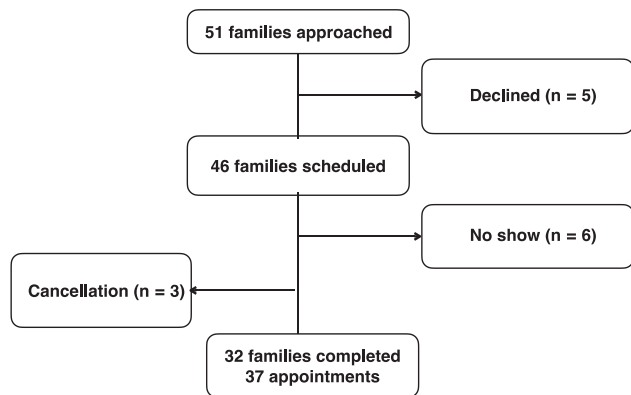 51 families approached
Declined (n = 5)
46 families scheduled
No show (n = 6)
Cancellation (n = 3)
32 families completed
37 appointments